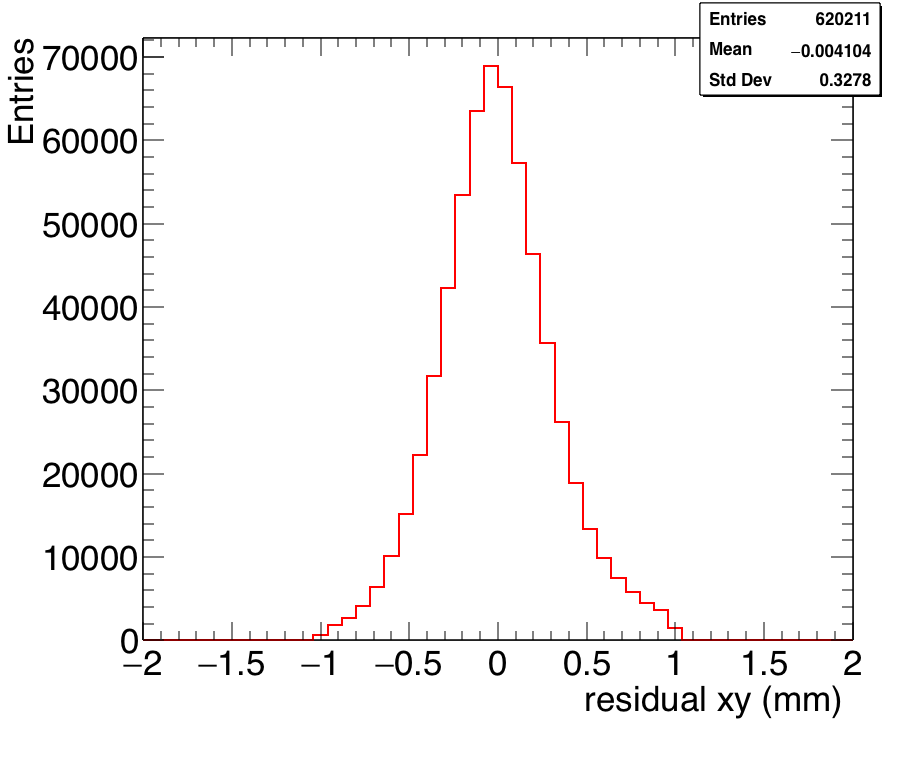 Entries 620211
Mean −0.004104
Std Dev 0.3278
Entries
70000
60000
50000
40000
30000
20000
10000
0
−2 −1.5 −1 −0.5 0 0.5 1 1.5 2
residual xy (mm)